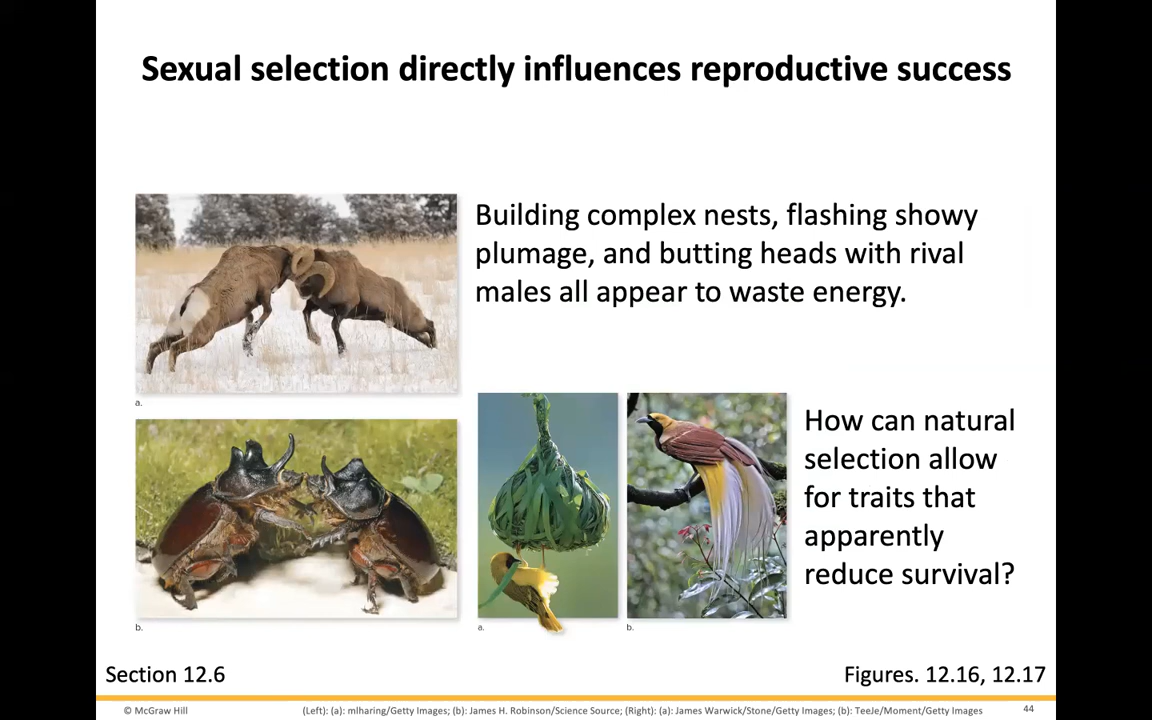 Sexual selection directly influences reproductive success
Building complex nests, flashing showy
plumage, and butting heads with rival
males all appear to waste energy.
a.
b.
a.
b.
How can natural
selection allow
for traits that
apparently
reduce survival?
Section 12.6
Figures. 12.16, 12.17
© McGraw Hill
(Left): (a): mlharing/Getty Images; (b): James H. Robinson/Science Source; (Right): (a): James Warwick/Stone/Getty Images; (b): TeeJe/Moment/Getty Images
44